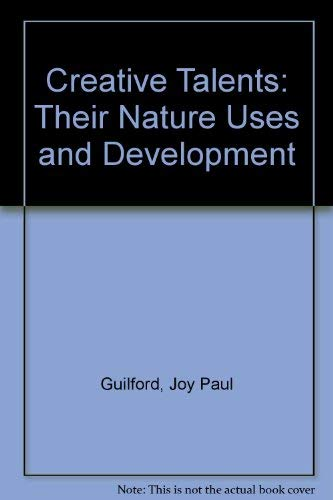 Creative Talents:
Their Nature Uses
and Development
Guilford, Joy Paul
Note: This is not the actual book cover